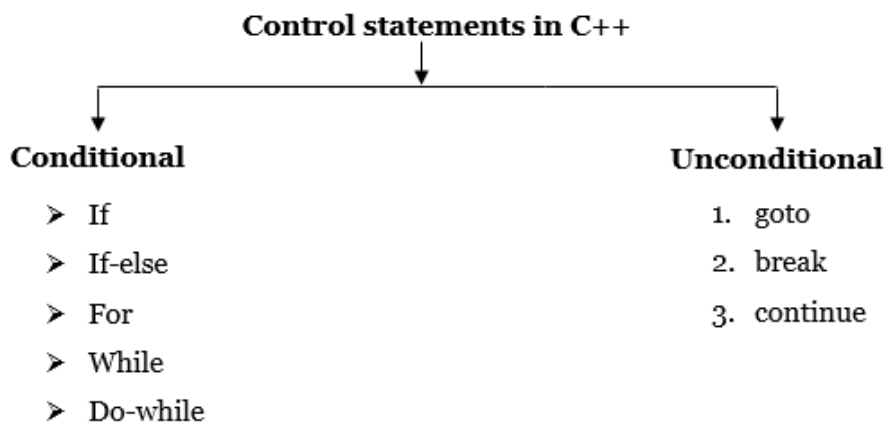 Control statements in C++
Conditional
➢ If
➢ If-else
➢ For
➢ While
➢ Do-while
Unconditional
1. goto
2. break
3. continue